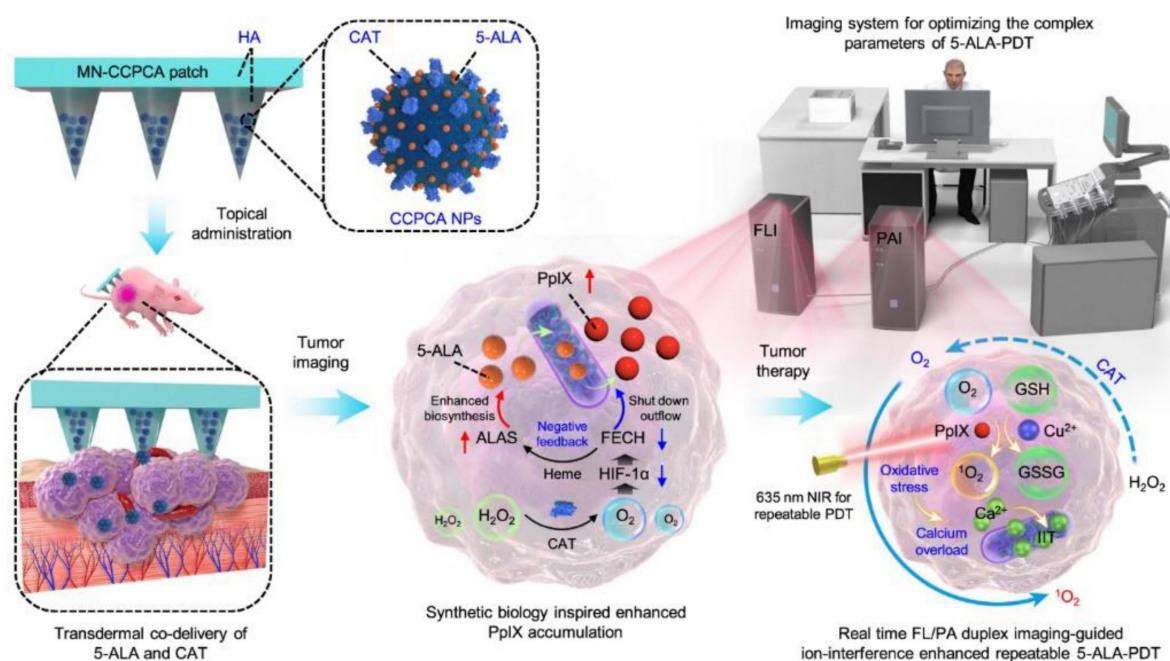 HA
MN-CCPCA patch
CAT
5-ALA
CCPCA NPs
Topical
administration
Transdermal co-delivery of
5-ALA and CAT
Tumor
imaging
PpIX
5-ALA
Enhanced
biosynthesis
Shut down
outflow
Negative
feedback
ALAS
FECH
Heme
HIF-1α
H₂O₂
H₂O₂
O₂
O₂
CAT
Synthetic biology inspired enhanced
PpIX accumulation
Imaging system for optimizing the complex
parameters of 5-ALA-PDT
FLI
PAI
Tumor
therapy
O₂
CAT
O₂
GSH
PpIX
Cu²⁺
Oxidative
stress
¹O₂
GSSG
H₂O₂
635 nm NIR for
repeatable PDT
Ca²⁺
Calcium
overload
IIT
¹O₂
Real time FL/PA duplex imaging-guided
ion-interference enhanced repeatable 5-ALA-PDT